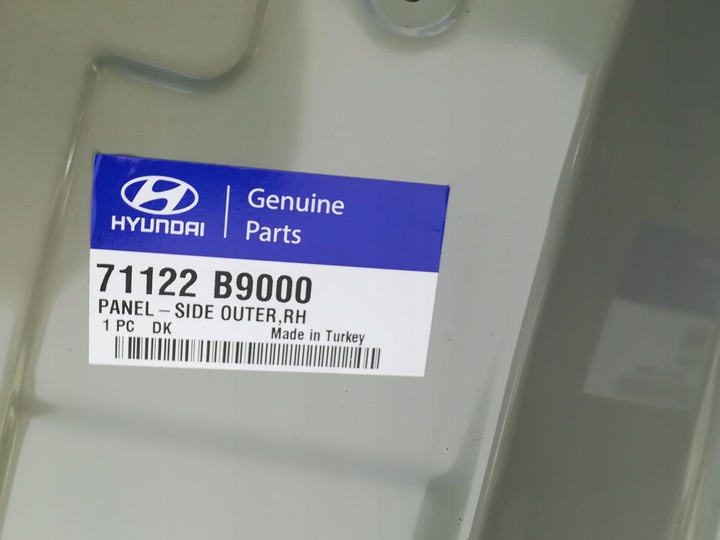 HYUNDAI
Genuine
Parts
71122 B9000
PANEL-SIDE OUTER,RH
1 PC DK Made in Turkey